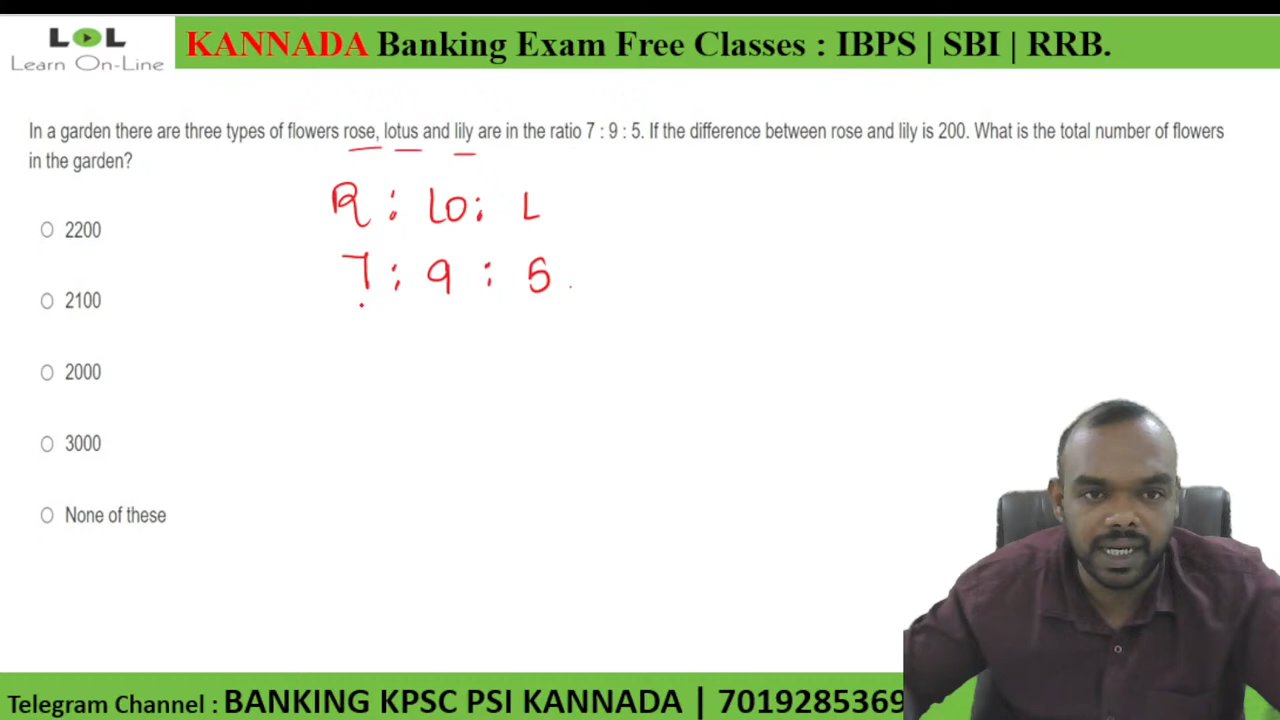 LOL
Learn On-Line
KANNADA Banking Exam Free Classes : IBPS | SBI | RRB.
In a garden there are three types of flowers rose, lotus and lily are in the ratio 7 : 9 : 5. If the difference between rose and lily is 200. What is the total number of flowers
in the garden?
R : LO : L
7 : 9 : 5
2200
2100
2000
3000
None of these
Telegram Channel : BANKING KPSC PSI KANNADA | 7019285369